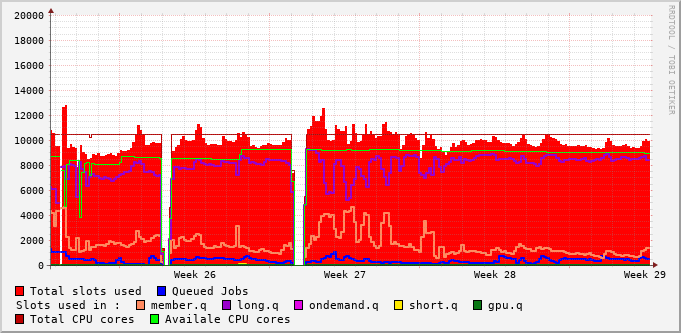 20000
18000
16000
14000
12000
10000
8000
6000
4000
2000
0
Week 26 Week 27 Week 28 Week 29
Total slots used Queued Jobs
Slots used in : member.q long.q ondemand.q short.q gpu.q
Total CPU cores Availale CPU cores
RRDTOOL / TOBI OETIKER